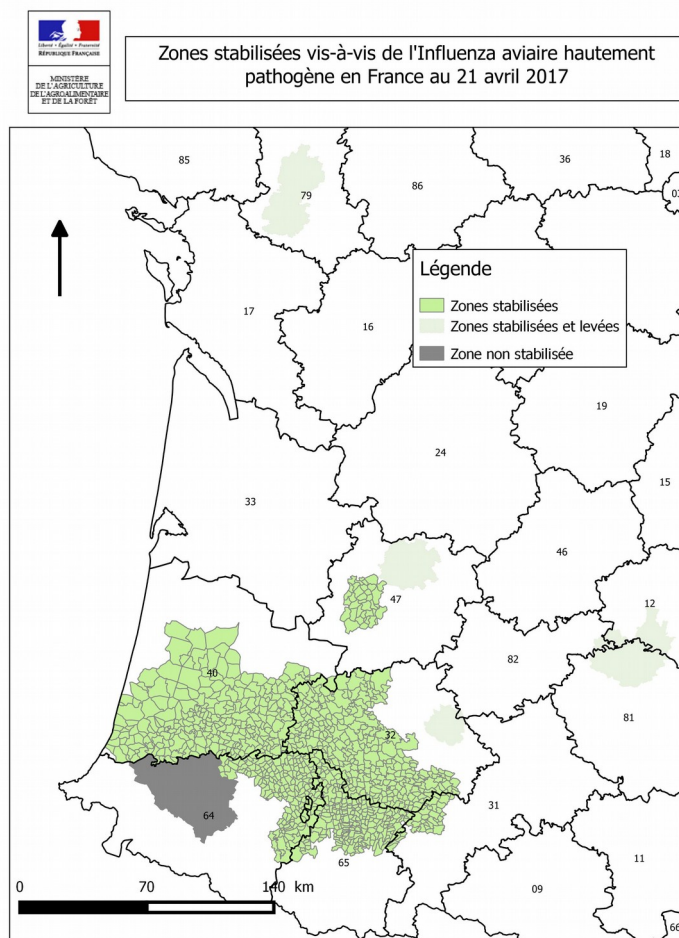 Liberté • Égalité • Fraternité
RÉPUBLIQUE FRANÇAISE
MINISTÈRE
DE L'AGRICULTURE
DE L'AGROALIMENTAIRE
ET DE LA FORÊT
Zones stabilisées vis-à-vis de l'Influenza aviaire hautement
pathogène en France au 21 avril 2017
85
79
86
36
18
03
Légende
Zones stabilisées
Zones stabilisées et levées
Zone non stabilisée
17
16
19
24
33
15
46
47
12
40
82
32
81
64
65
31
09
11
66
0 70 140 km